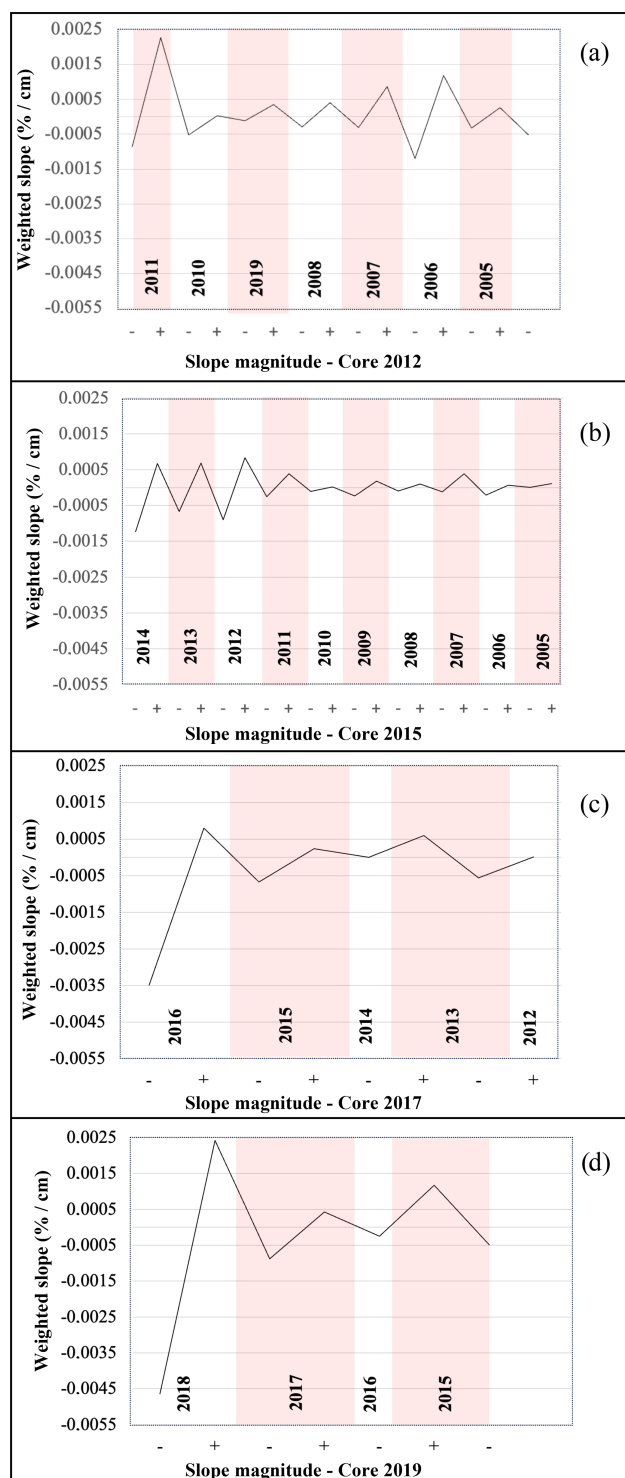 (a)
Weighted slope (% / cm)
0.0025
0.0015
0.0005
-0.0005
-0.0015
-0.0025
-0.0035
-0.0045
-0.0055
2011 2010 2019 2008 2007 2006 2005
- + - + - + - + - + - + - + -
Slope magnitude - Core 2012
(b)
Weighted slope (% / cm)
0.0025
0.0015
0.0005
-0.0005
-0.0015
-0.0025
-0.0035
-0.0045
-0.0055
2014 2013 2012 2011 2010 2009 2008 2007 2006 2005
- + - + - + - + - + - + - + - + - + - +
Slope magnitude - Core 2015
(c)
Weighted slope (% / cm)
0.0025
0.0015
0.0005
-0.0005
-0.0015
-0.0025
-0.0035
-0.0045
-0.0055
2016 2015 2014 2013 2012
- + - + - + - +
Slope magnitude - Core 2017
(d)
Weighted slope (% / cm)
0.0025
0.0015
0.0005
-0.0005
-0.0015
-0.0025
-0.0035
-0.0045
-0.0055
2018 2017 2016 2015
- + - + - + -
Slope magnitude - Core 2019